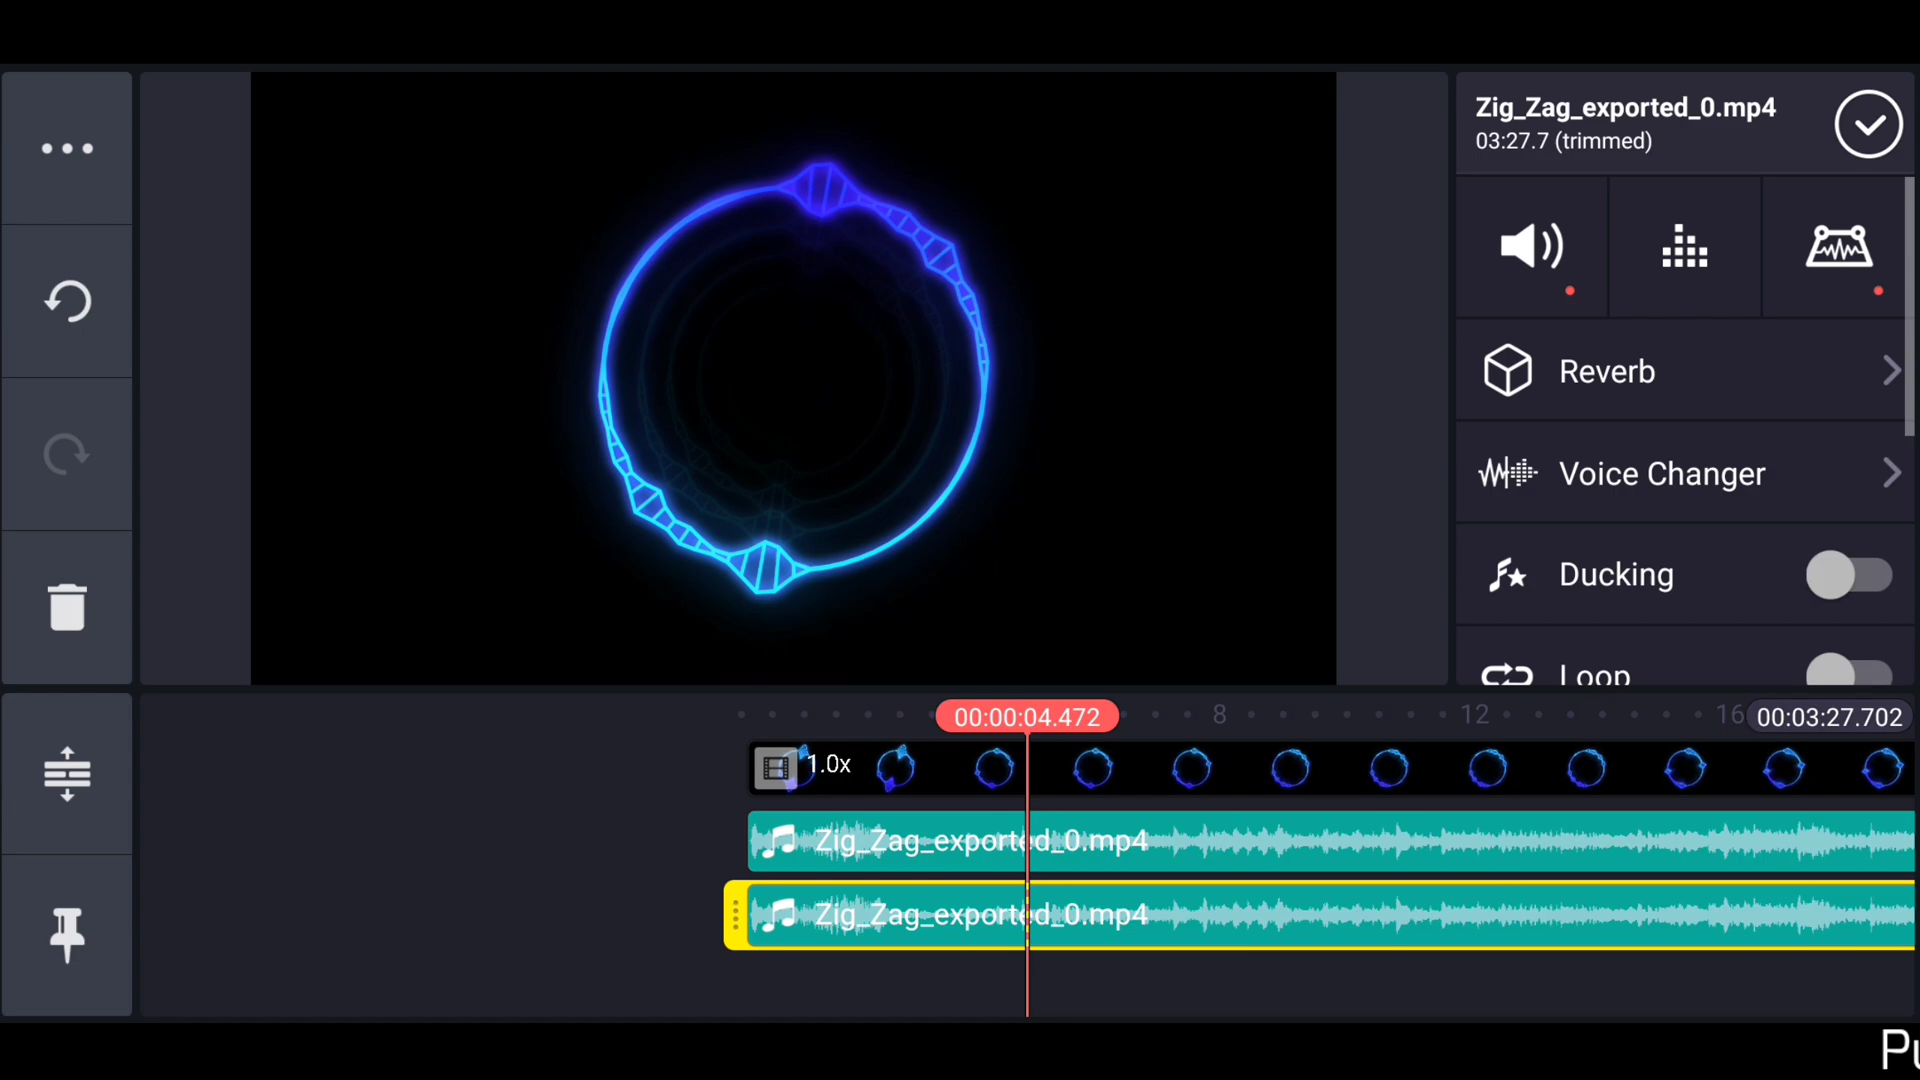 Zig_Zag_exported_0.mp4
03:27.7 (trimmed)
Reverb
Voice Changer
Ducking
Loop
00:00:04.472
8
12
16
00:03:27.702
1.0x
Zig_Zag_exported_0.mp4
Zig_Zag_exported_0.mp4